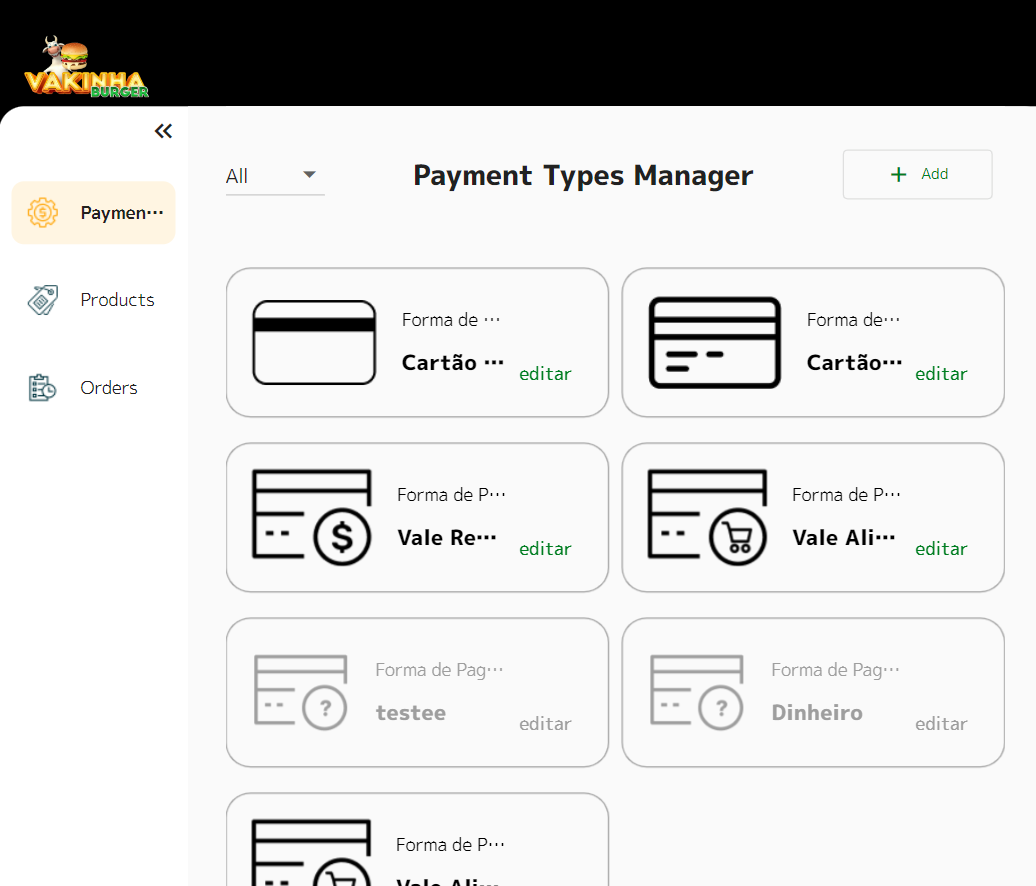 VAKINHA
BURGER
All
Payment Types Manager
Add
Paymen···
Products
Orders
Forma de ···
Cartão ···
editar
Forma de···
Cartão···
editar
Forma de P···
Vale Re···
editar
Forma de P···
Vale Ali···
editar
Forma de Pag···
testee
editar
Forma de Pag···
Dinheiro
editar
Forma de P···
Vale Ali···